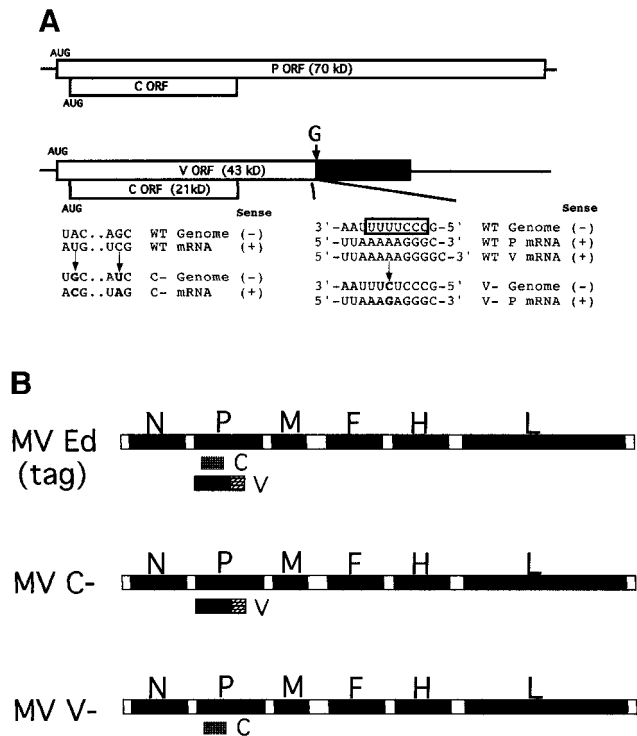 A
AUG
P ORF (70 kD)
C ORF
AUG
G
AUG
V ORF (43 kD)
C ORF (21kD)
AUG
Sense
UAC..AGC WT Genome (-)
AUG..UCG WT mRNA (+)
UGC..AUC C- Genome (-)
ACG..UAG C- mRNA (+)
Sense
3'-AAUUUUUCCCG-5' WT Genome (-)
5'-UUAAAAAGGGC-3' WT P mRNA (+)
5'-UUAAAAAGGGGC-3' WT V mRNA (+)
3'-AAUUUCUCCCG-5' V- Genome (-)
5'-UUAAAGAGGGC-3' V- P mRNA (+)
B
MV Ed
(tag)
N P M F H L
C
V
MV C-
N P M F H L
V
MV V-
N P M F H L
C